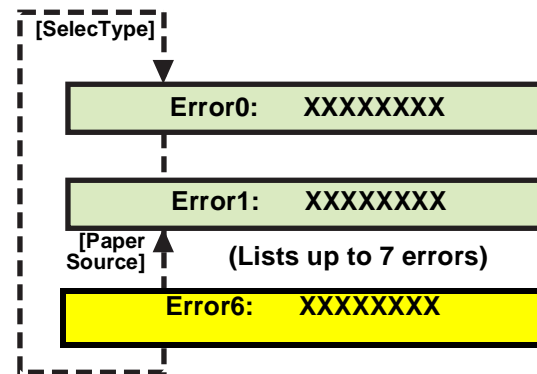 [SelecType]
Error0: XXXXXXXX
Error1: XXXXXXXX
[Paper
Source]
(Lists up to 7 errors)
Error6: XXXXXXXX